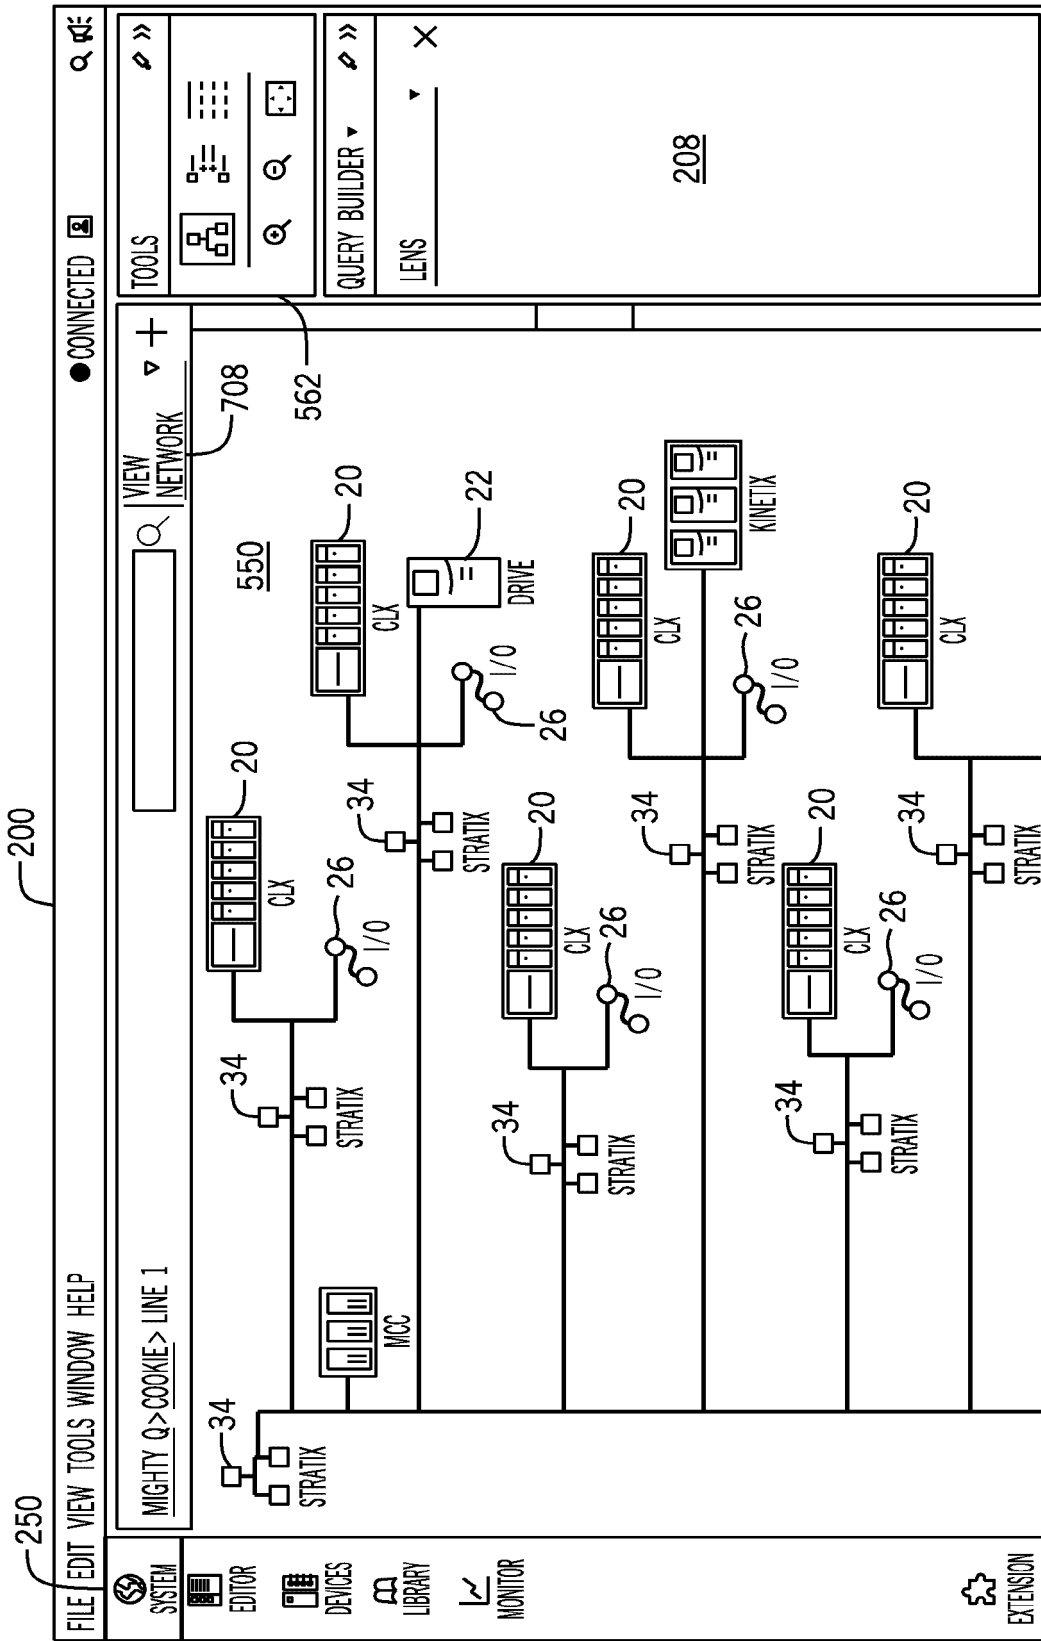 200
250
FILE EDIT VIEW TOOLS WINDOW HELP
CONNECTED
SYSTEM
EDITOR
DEVICES
LIBRARY
MONITOR
EXTENSION
MIGHTY Q>COOKIE> LINE 1
VIEW
NETWORK
708
TOOLS
562
QUERY BUILDER
LENS
208
550
34
STRATIX
MCC
34
STRATIX
20
CLX
26
I/O
34
STRATIX
20
CLX
22
DRIVE
26
I/O
34
STRATIX
20
CLX
26
I/O
34
STRATIX
20
CLX
KINETIX
26
I/O
34
STRATIX
20
CLX
26
I/O
34
STRATIX
20
CLX